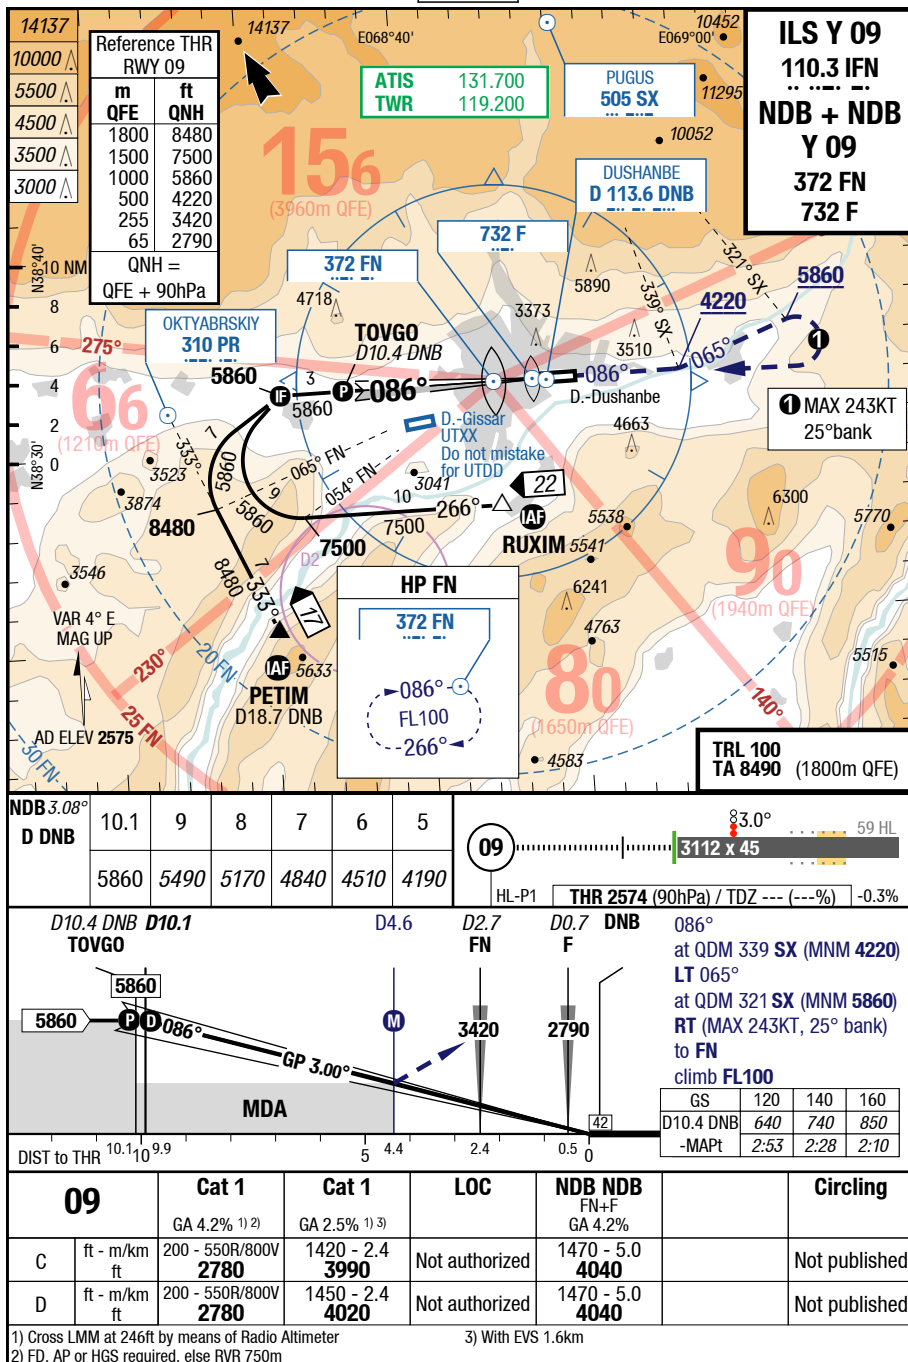 14137
10000
5500
4500
3500
3000
Reference THR
RWY 09
m ft
QFE QNH
1800 8480
1500 7500
1000 5860
500 4220
255 3420
65 2790
QNH =
QFE + 90hPa
14137
E068°40'
ATIS 131.700
TWR 119.200
PUGUS
505 SX
10452
E069°00'
11295
10052
ILS Y 09
110.3 IFN
NDB + NDB
Y 09
372 FN
732 F
156
(3960m QFE)
DUSHANBE
D 113.6 DNB
732 F
372 FN
N38°40'
10 NM
8
6
4
2
0
N38°30'
OKTYABRSKIY
310 PR
4718
TOVGO
D10.4 DNB
3373
5890
3510
339° SX
321° SX
4220
5860
065°
1
275°
5860
IF
3
5860
P
086°
086°
D.-Dushanbe
1 MAX 243KT
25°bank
66
(1210m QFE)
D.-Gissar
UTXX
Do not mistake
for UTDD
4663
3523
3874
333°
7
5860
065° FN
054° FN
9
5860
3041
10
266°
22
IAF
RUXIM
8480
7500
7500
5538
5541
6300
5770
3546
7
8480
333°
D2
17
6241
90
(1940m QFE)
VAR 4° E
MAG UP
HP FN
372 FN
086°
FL100
266°
4763
80
(1650m QFE)
5515
230°
20 FN
IAF
5633
PETIM
D18.7 DNB
140°
AD ELEV 2575
25 FN
30 FN
4583
TRL 100
TA 8490 (1800m QFE)
NDB 3.08°
D DNB
10.1 9 8 7 6 5
5860 5490 5170 4840 4510 4190
09
3.0°
59 HL
3112 x 45
HL-P1
THR 2574 (90hPa) / TDZ --- (---%)
-0.3%
D10.4 DNB D10.1 D4.6 D2.7 D0.7 DNB
TOVGO FN F
5860
5860
P D
086°
GP 3.00°
M
3420
2790
MDA
42
DIST to THR 10.1 10 9.9 5 4.4 2.4 0.5 0
086°
at QDM 339 SX (MNM 4220)
LT 065°
at QDM 321 SX (MNM 5860)
RT (MAX 243KT, 25° bank)
to FN
climb FL100
GS 120 140 160
D10.4 DNB 640 740 850
-MAPt 2:53 2:28 2:10
09
Cat 1 Cat 1 LOC NDB NDB Circling
FN+F
GA 4.2% 1) 2) GA 2.5% 1) 3) GA 4.2%
C ft - m/km 200 - 550R/800V 1420 - 2.4 Not authorized 1470 - 5.0 Not published
ft 2780 3990 4040
D ft - m/km 200 - 550R/800V 1450 - 2.4 Not authorized 1470 - 5.0 Not published
ft 2780 4020 4040
1) Cross LMM at 246ft by means of Radio Altimeter 3) With EVS 1.6km
2) FD, AP or HGS required, else RVR 750m